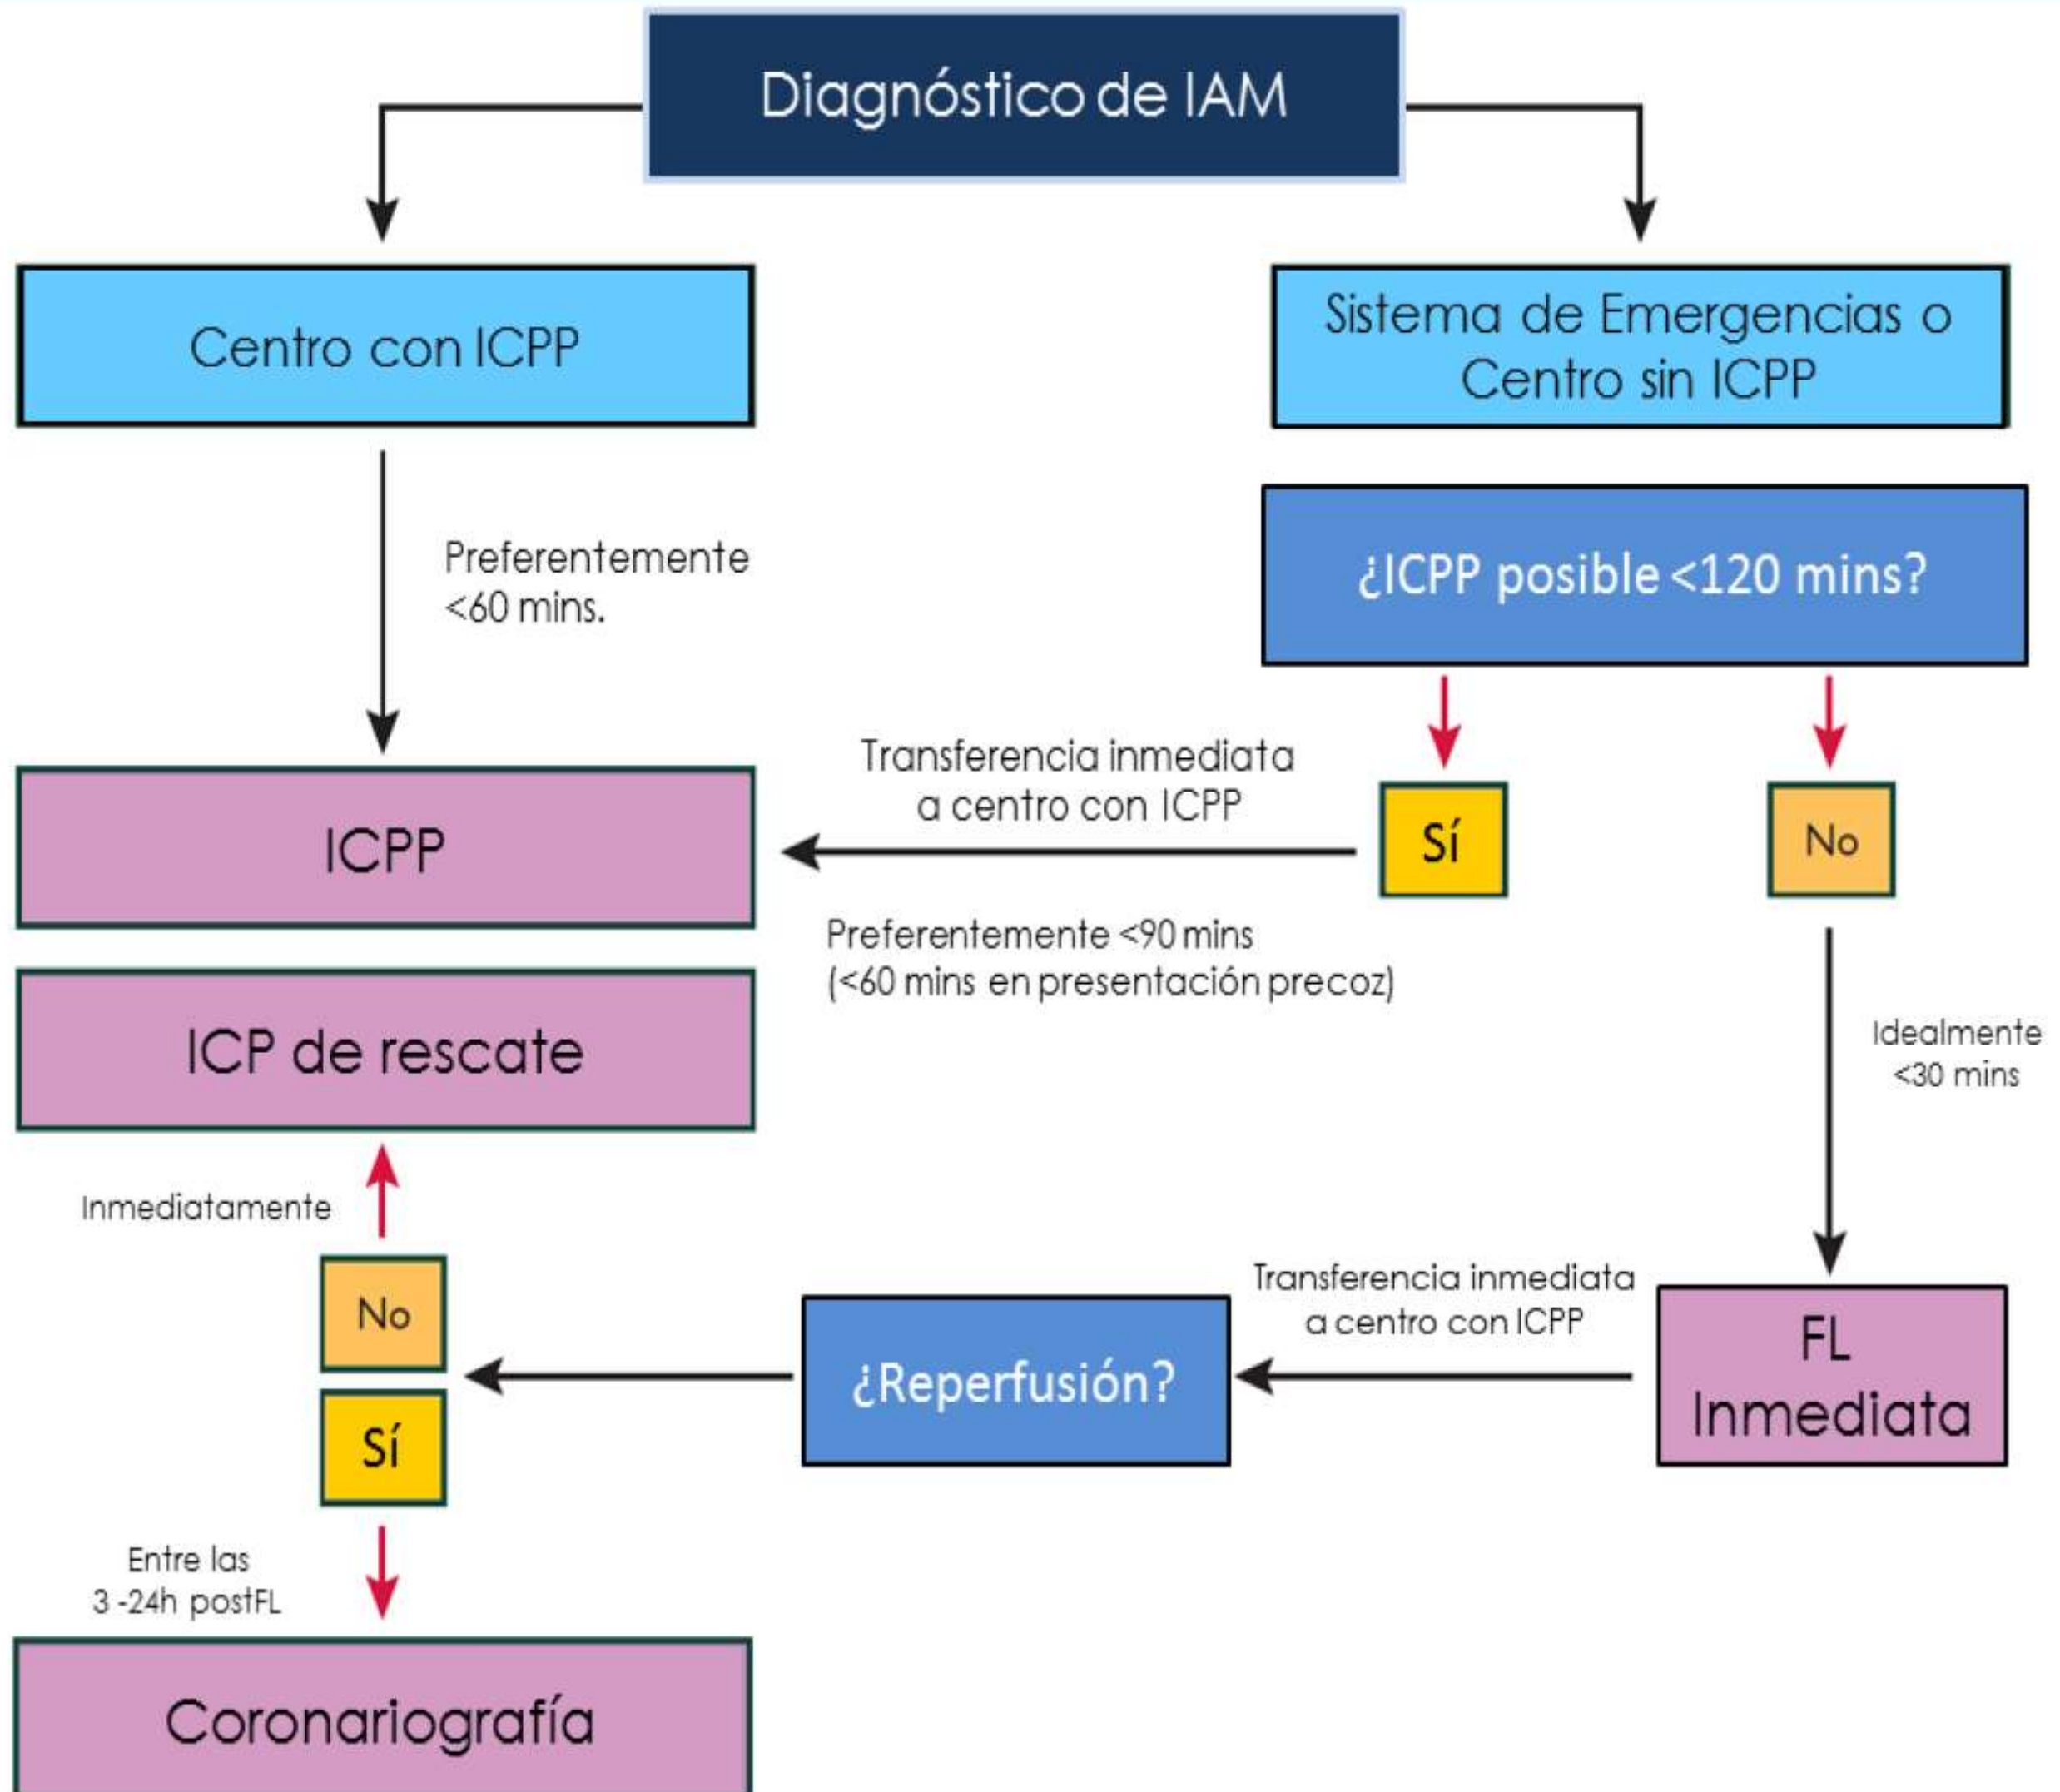 Diagnóstico de IAM
Centro con ICPP
Sistema de Emergencias o
Centro sin ICPP
Preferentemente
<60 mins.
¿ICPP posible <120 mins?
Transferencia inmediata
a centro con ICPP
Sí
No
ICPP
Preferentemente <90 mins
(<60 mins en presentación precoz)
ICP de rescate
Idealmente
<30 mins
Inmediatamente
No
Sí
¿Reperfusión?
Transferencia inmediata
a centro con ICPP
FL
Inmediata
Entre las
3 -24h postFL
Coronariografía